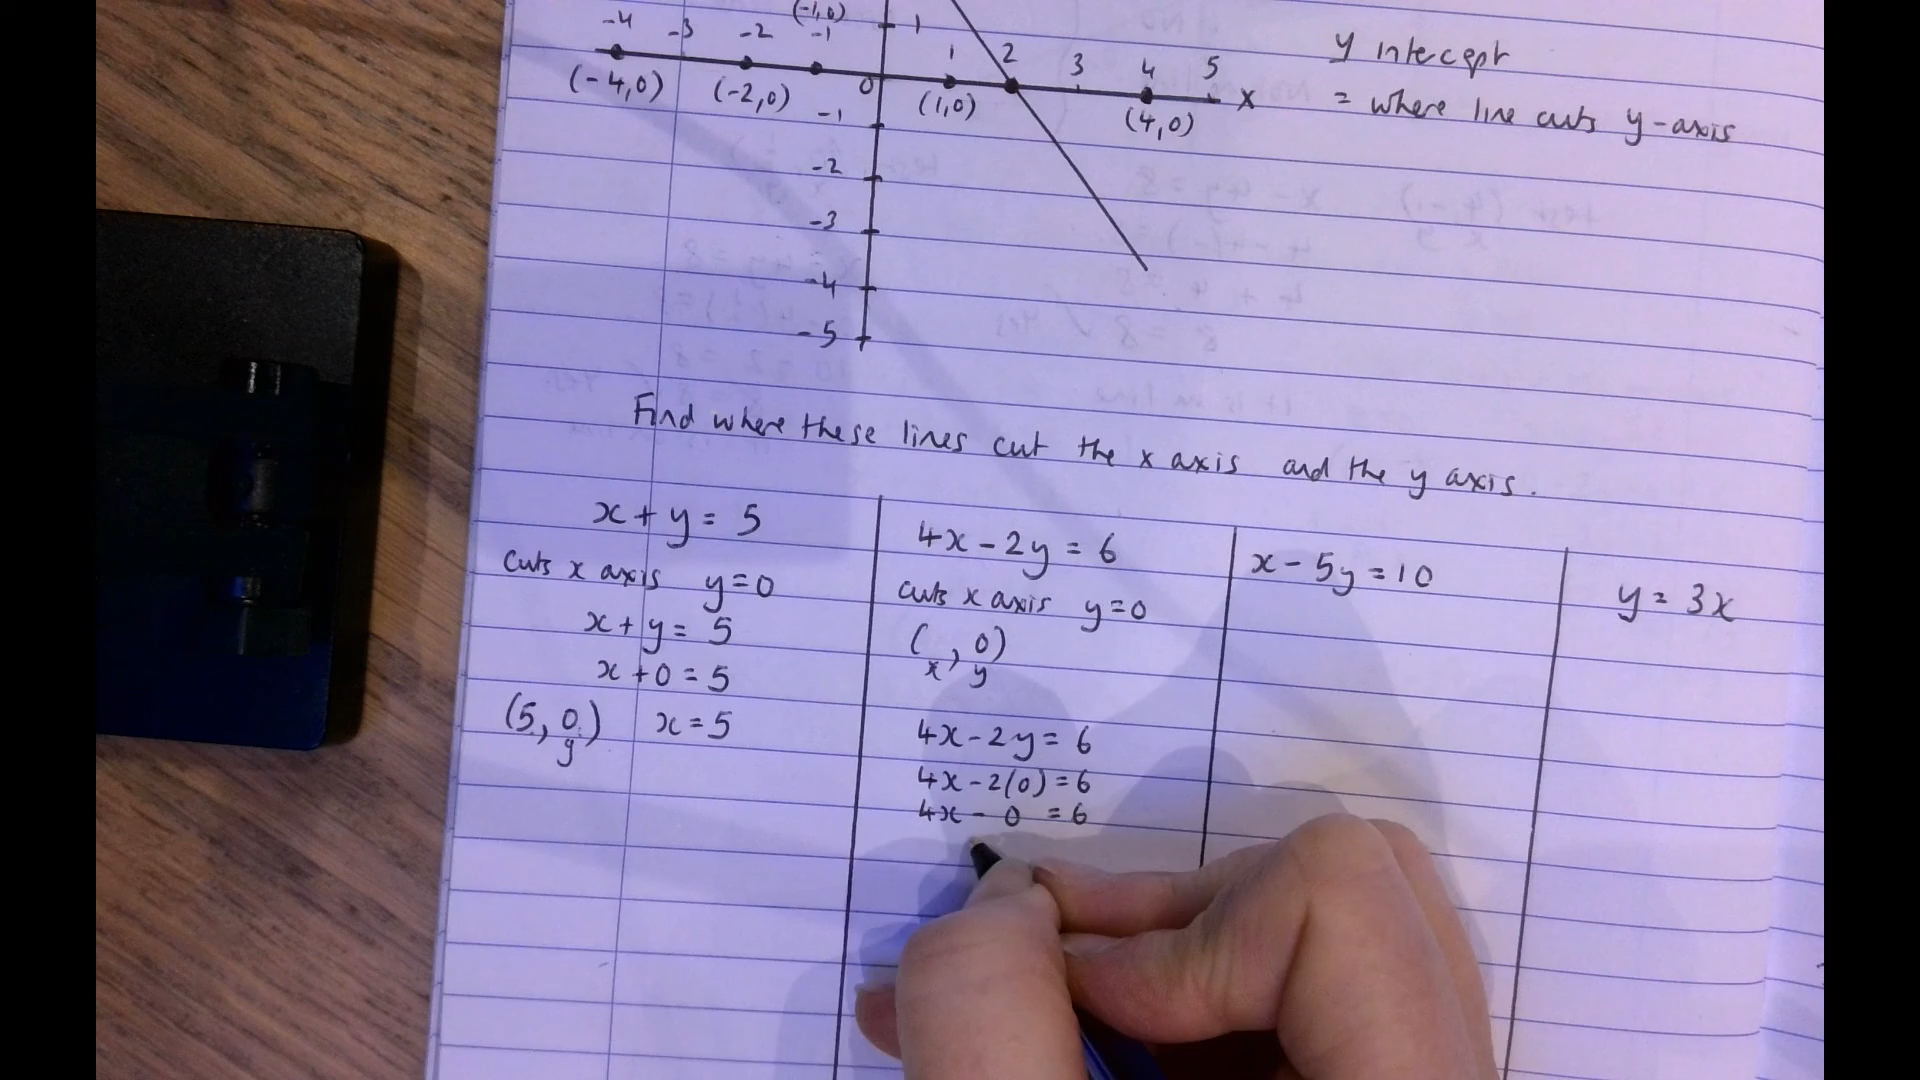 (-1,0)
1
-4 -3 -2 -1
1 2 3 4 5
(-4,0) (-2,0) 0 (1,0) (4,0) x
-1
-2
-3
-4
-5
y intercept
= where line cuts y-axis
Find where these lines cut the x axis and the y axis.
x + y = 5
cuts x axis y=0
x + y = 5
x + 0 = 5
(5, 0) x = 5
y
4x - 2y = 6
cuts x axis y=0
( , 0)
x y
4x - 2y = 6
4x - 2(0) = 6
4x - 0 = 6
x - 5y = 10
y = 3x